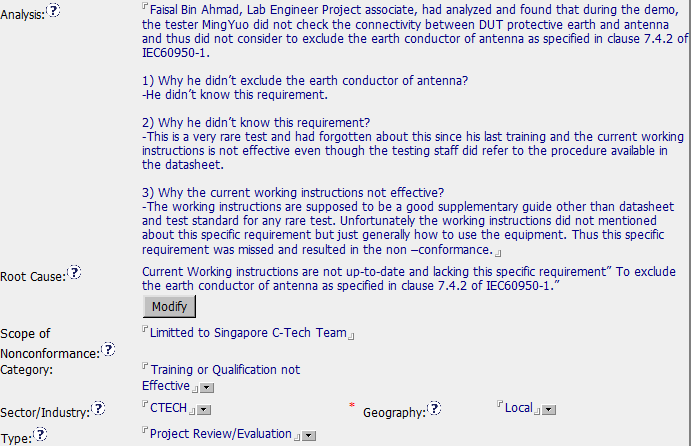 Analysis: ? Faisal Bin Ahmad, Lab Engineer Project associate, had analyzed and found that during the demo,
the tester MingYuo did not check the connectivity between DUT protective earth and antenna
and thus did not consider to exclude the earth conductor of antenna as specified in clause 7.4.2 of
IEC60950-1.
1) Why he didn't exclude the earth conductor of antenna?
-He didn't know this requirement.
2) Why he didn't know this requirement?
-This is a very rare test and had forgotten about this since his last training and the current working
instructions is not effective even though the testing staff did refer to the procedure available in
the datasheet.
3) Why the current working instructions not effective?
-The working instructions are supposed to be a good supplementary guide other than datasheet
and test standard for any rare test. Unfortunately the working instructions did not mentioned
about this specific requirement but just generally how to use the equipment. Thus this specific
requirement was missed and resulted in the non –conformance.
Root Cause: ? Current Working instructions are not up-to-date and lacking this specific requirement” To exclude
the earth conductor of antenna as specified in clause 7.4.2 of IEC60950-1.”
Modify
Scope of Limitted to Singapore C-Tech Team
Nonconformance: ?
Category: Training or Qualification not
Effective
Sector/Industry: ? CTECH * Geography: ? Local
Type: ? Project Review/Evaluation